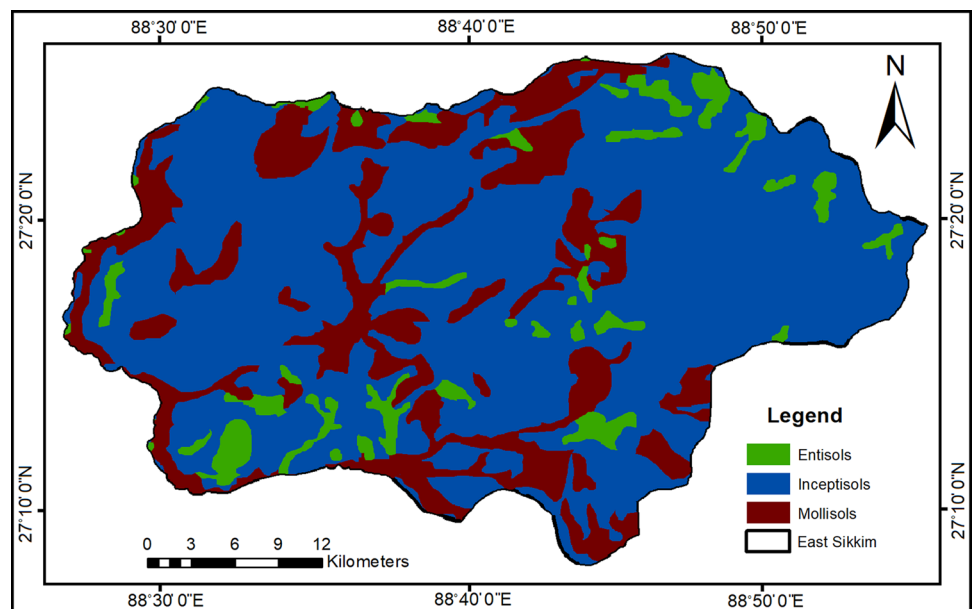 88°30'0"E 88°40'0"E 88°50'0"E
N
27°20'0"N 27°20'0"N
Legend
Entisols
Inceptisols
Mollisols
East Sikkim
27°10'0"N 27°10'0"N
0 3 6 9 12
Kilometers
88°30'0"E 88°40'0"E 88°50'0"E